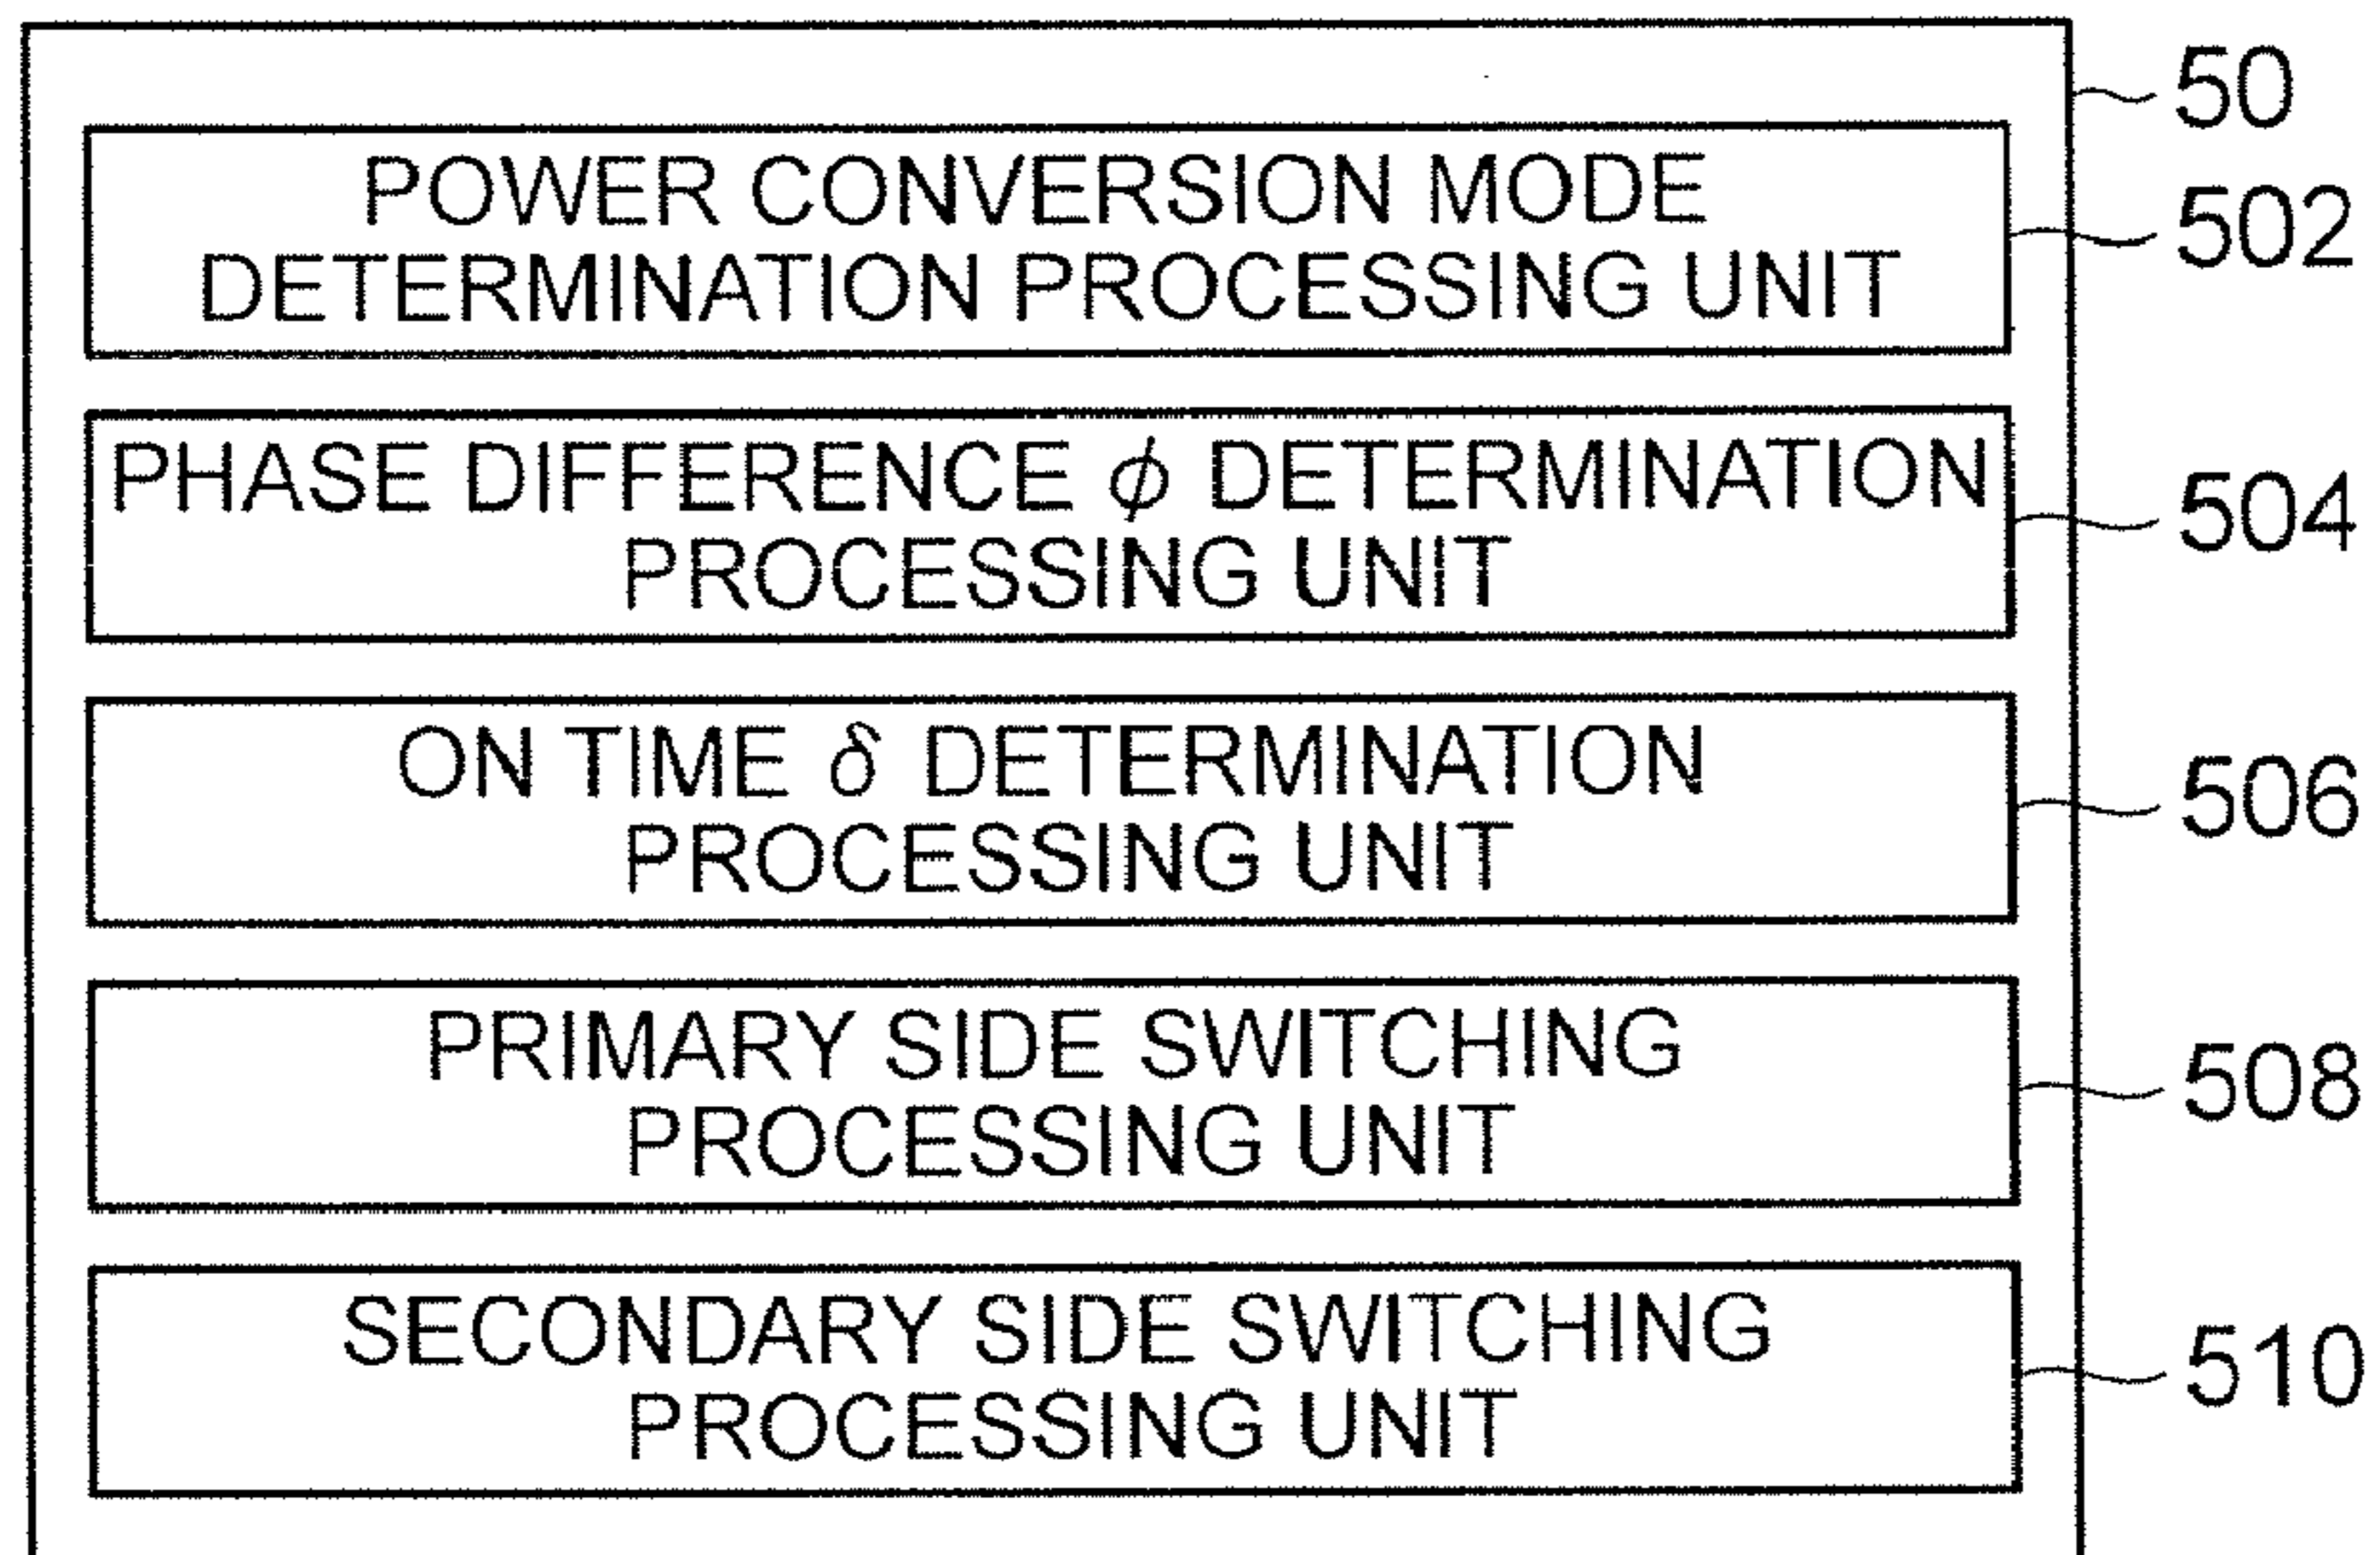 50
POWER CONVERSION MODE
DETERMINATION PROCESSING UNIT
502
PHASE DIFFERENCE ϕ DETERMINATION
PROCESSING UNIT
504
ON TIME δ DETERMINATION
PROCESSING UNIT
506
PRIMARY SIDE SWITCHING
PROCESSING UNIT
508
SECONDARY SIDE SWITCHING
PROCESSING UNIT
510